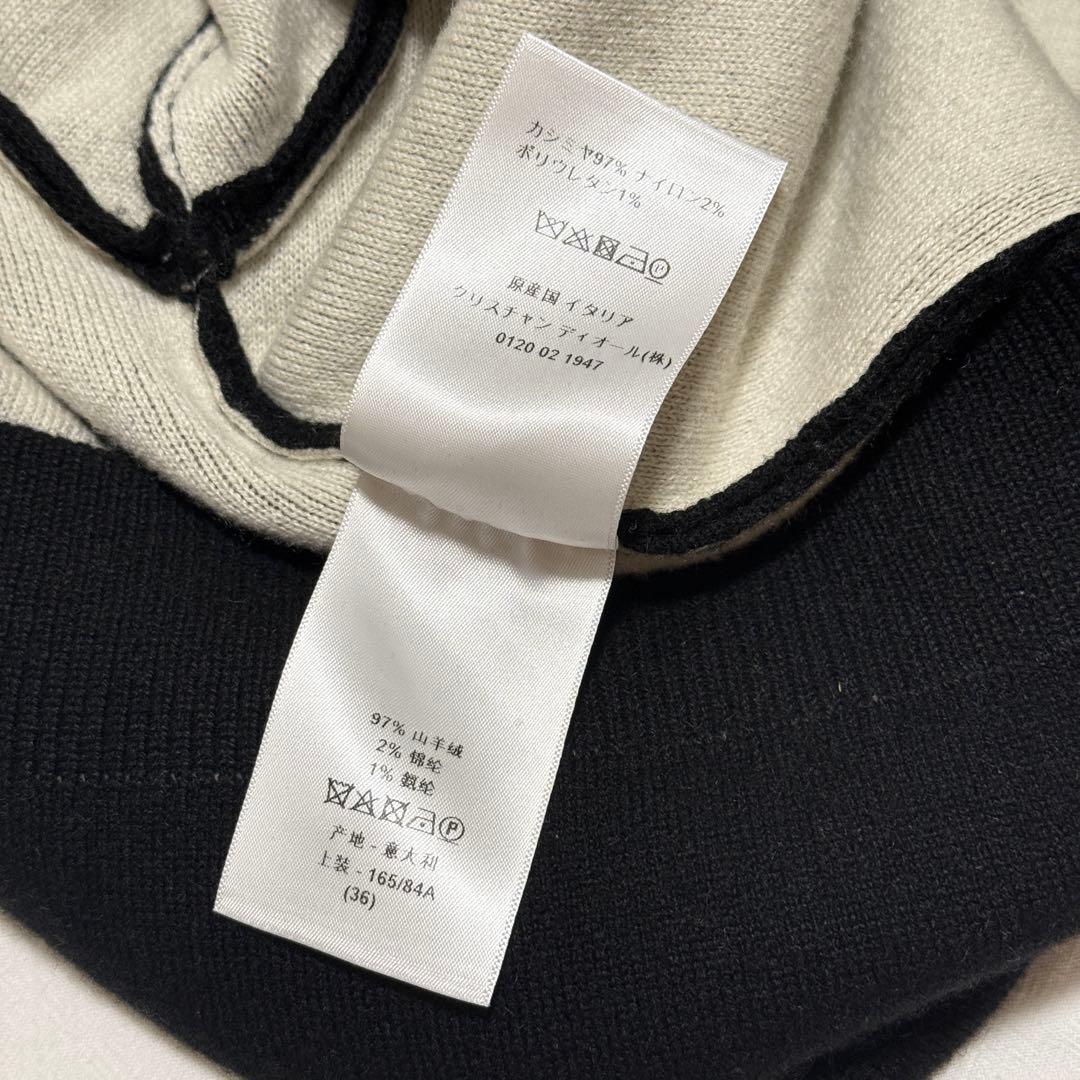 カシミヤ97% ナイロン2%
ポリウレタン1%
原産国 イタリア
クリスチャン ディオール(株)
0120 02 1947
97% 山羊绒
2% 锦纶
1% 氨纶
P
产地 - 意大利
上装 - 165/84A
(36)